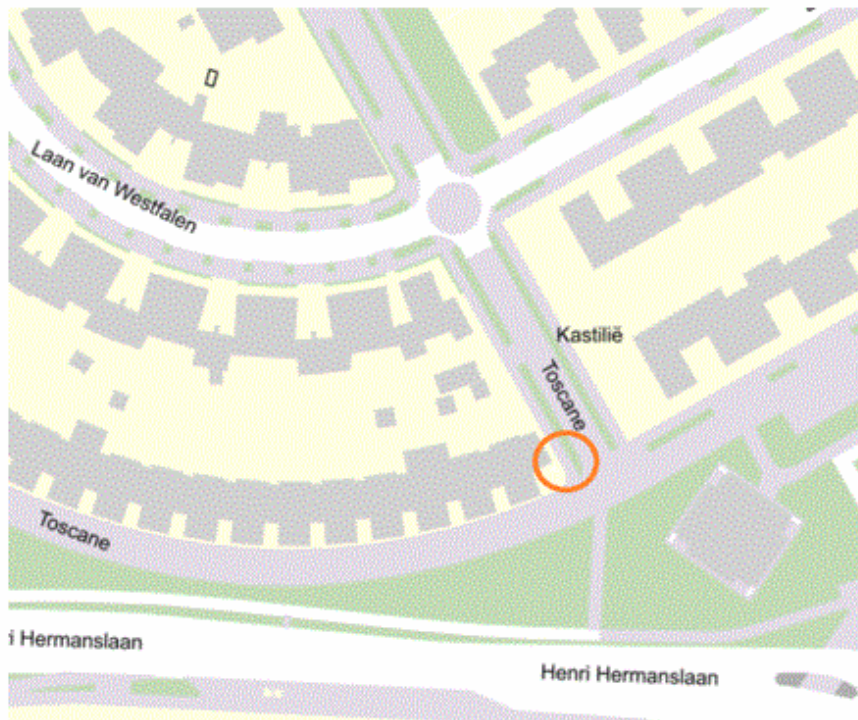 Laan van Westfalen
Kastilië
Toscane
Toscane
i Hermanslaan
Henri Hermanslaan